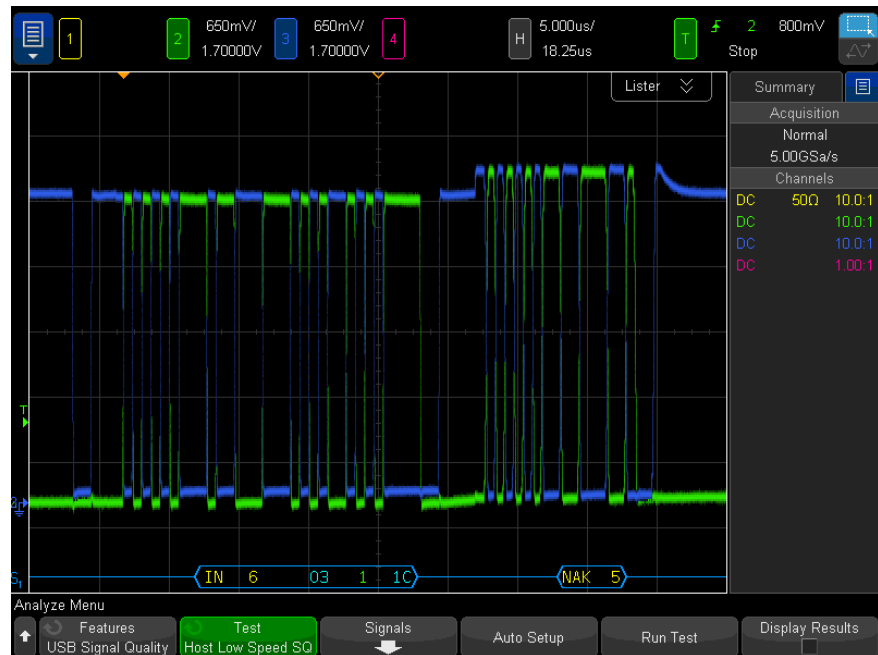 1 2 650mV/ 3 650mV/ 4 H 5.000us/ T 2 800mV
1.70000V 1.70000V 18.25us Stop
Lister
Summary
Acquisition
Normal
5.00GSa/s
Channels
DC 50Ω 10.0:1
DC 10.0:1
DC 10.0:1
DC 1.00:1
T
2
S1 IN 6 03 1 1C NAK 5
Analyze Menu
Features Test Signals Auto Setup Run Test Display Results
USB Signal Quality Host Low Speed SQ